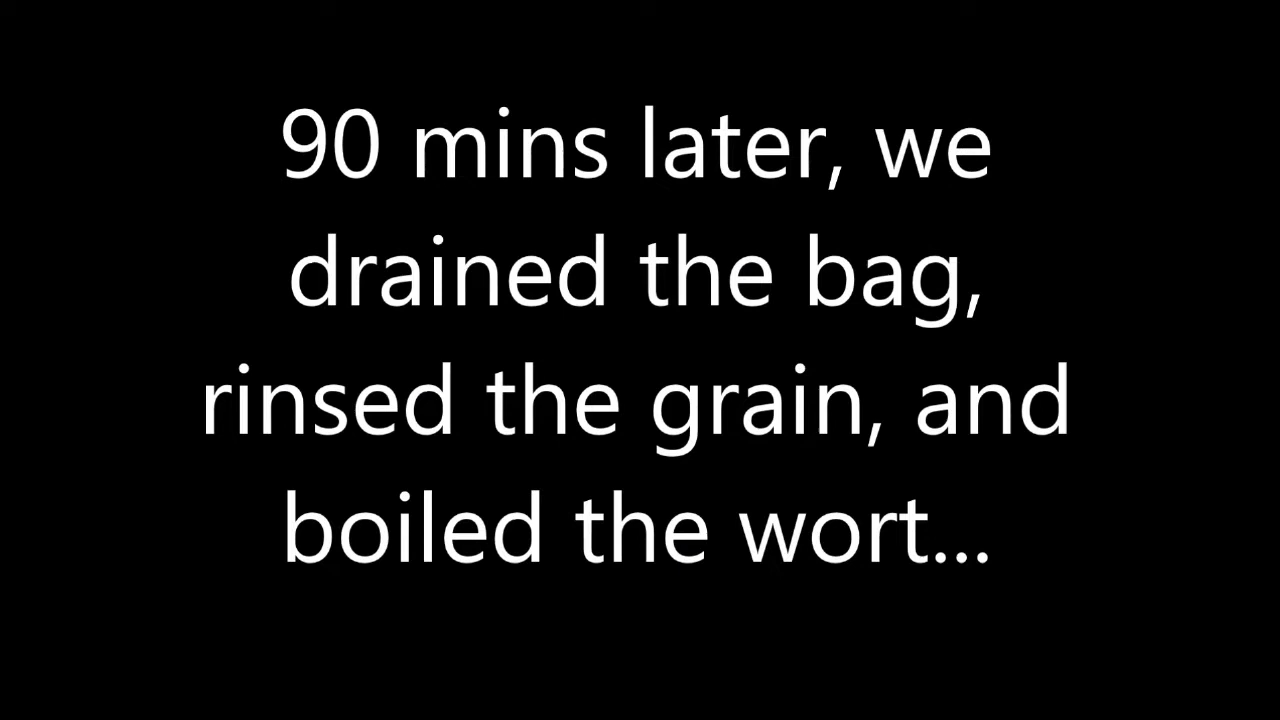 90 mins later, we
drained the bag,
rinsed the grain, and
boiled the wort...